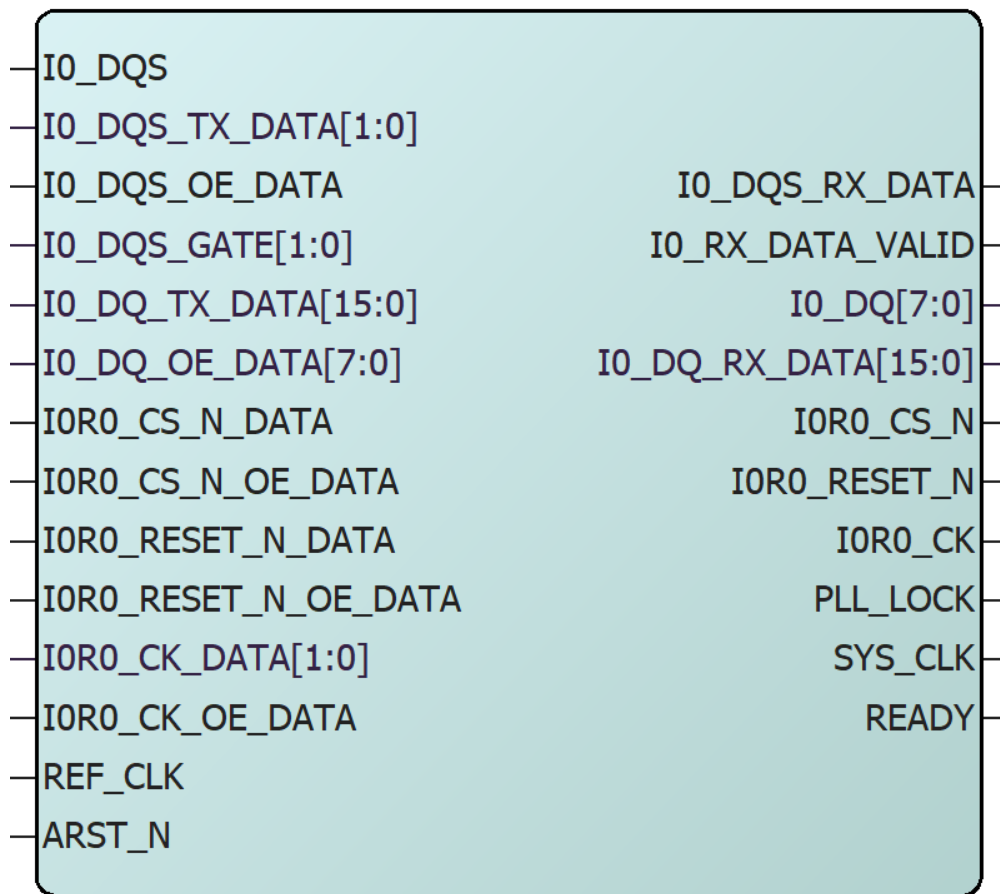 I0_DQS
I0_DQS_TX_DATA[1:0]
I0_DQS_OE_DATA
I0_DQS_GATE[1:0]
I0_DQ_TX_DATA[15:0]
I0_DQ_OE_DATA[7:0]
I0R0_CS_N_DATA
I0R0_CS_N_OE_DATA
I0R0_RESET_N_DATA
I0R0_RESET_N_OE_DATA
I0R0_CK_DATA[1:0]
I0R0_CK_OE_DATA
REF_CLK
ARST_N
I0_DQS_RX_DATA
I0_RX_DATA_VALID
I0_DQ[7:0]
I0_DQ_RX_DATA[15:0]
I0R0_CS_N
I0R0_RESET_N
I0R0_CK
PLL_LOCK
SYS_CLK
READY